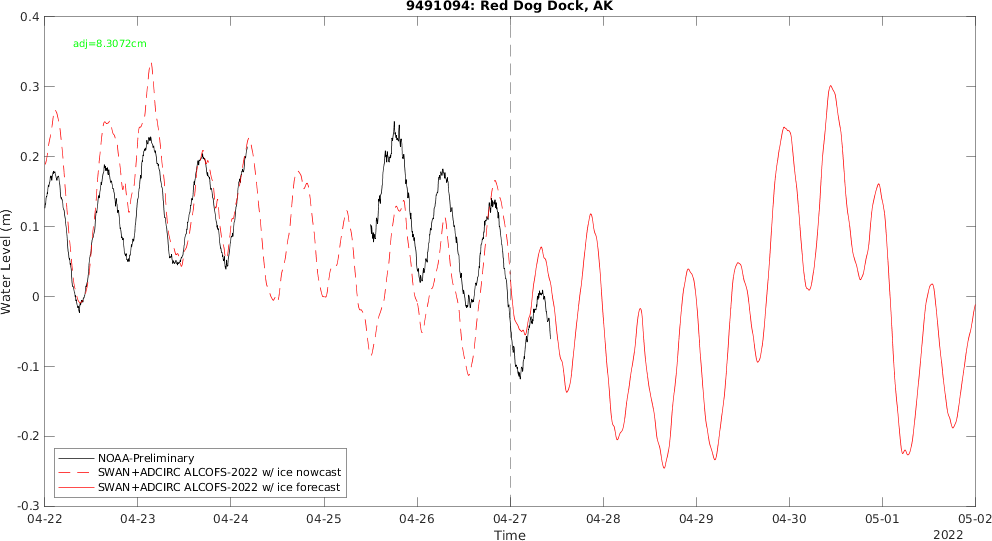 9491094: Red Dog Dock, AK
adj=8.3072cm
Water Level (m)
0.4
0.3
0.2
0.1
0
-0.1
-0.2
-0.3
NOAA-Preliminary
SWAN+ADCIRC ALCOFS-2022 w/ ice nowcast
SWAN+ADCIRC ALCOFS-2022 w/ ice forecast
04-22 04-23 04-24 04-25 04-26 04-27 04-28 04-29 04-30 05-01 05-02
Time
2022